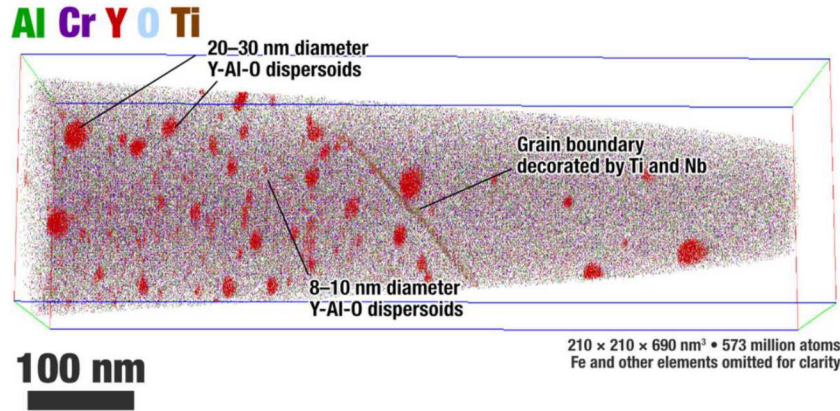 Al Cr Y O Ti
20–30 nm diameter
Y-Al-O dispersoids
Grain boundary
decorated by Ti and Nb
8–10 nm diameter
Y-Al-O dispersoids
210 × 210 × 690 nm³ • 573 million atoms
Fe and other elements omitted for clarity
100 nm